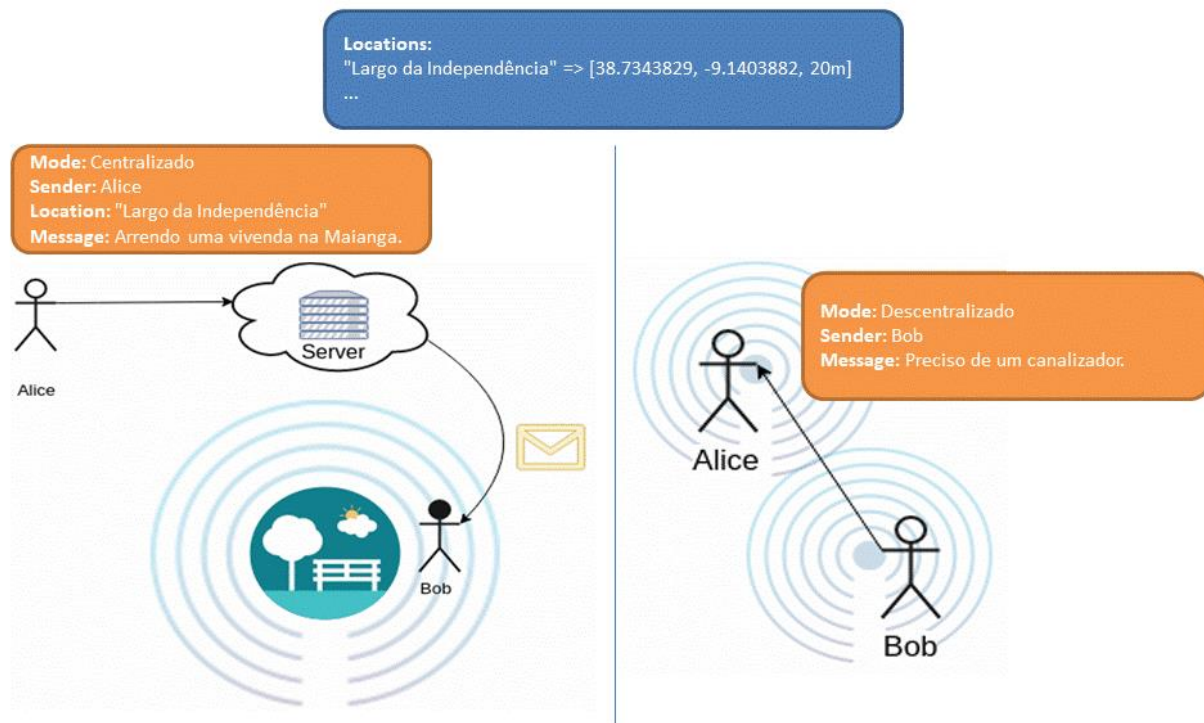 Locations:
"Largo da Independência" => [38.7343829, -9.1403882, 20m]
...
Mode: Centralizado
Sender: Alice
Location: "Largo da Independência"
Message: Arrendo uma vivenda na Maianga.
Server
Alice
Bob
Mode: Descentralizado
Sender: Bob
Message: Preciso de um canalizador.
Alice
Bob